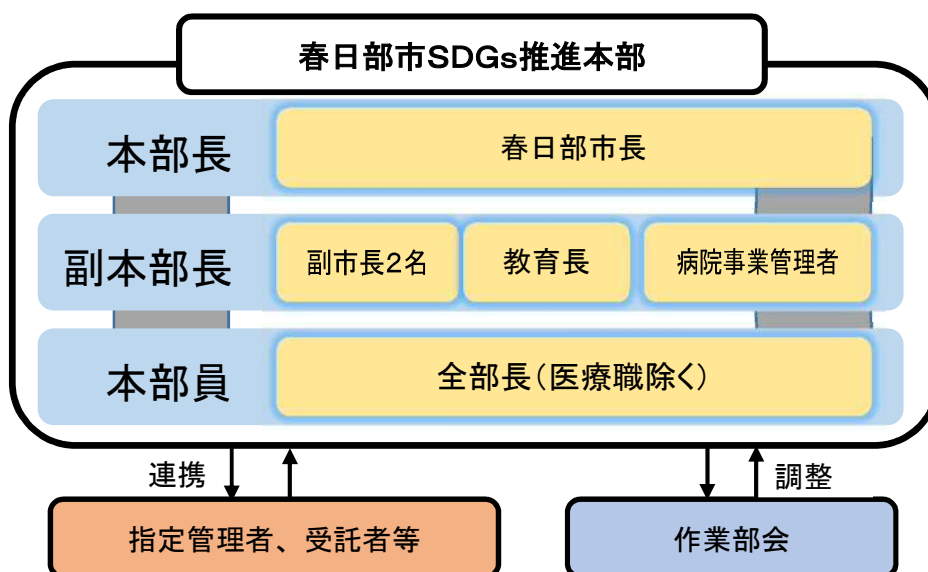 春日部市SDGs推進本部
本部長
春日部市長
副本部長
副市長2名
教育長
病院事業管理者
本部員
全部長(医療職除く)
連携
調整
指定管理者、受託者等
作業部会